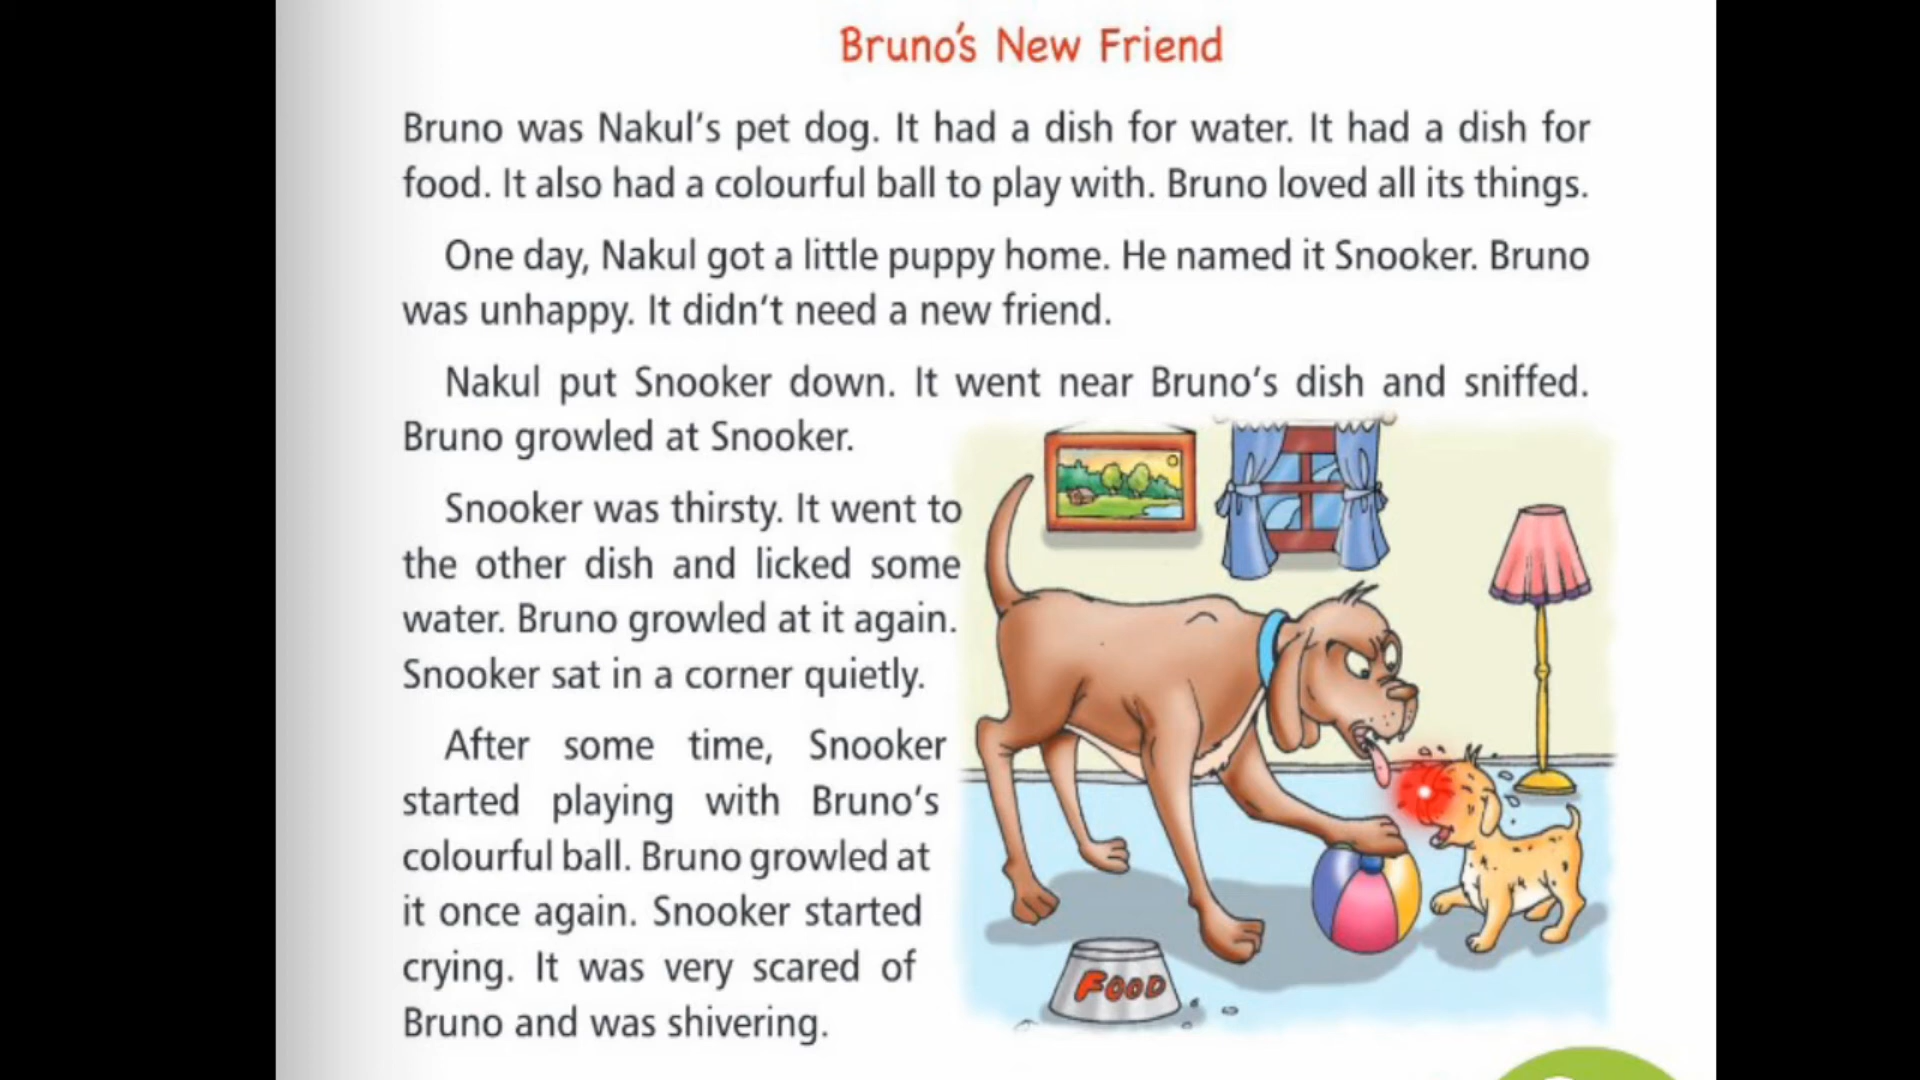 Bruno's New Friend
Bruno was Nakul's pet dog. It had a dish for water. It had a dish for
food. It also had a colourful ball to play with. Bruno loved all its things.
One day, Nakul got a little puppy home. He named it Snooker. Bruno
was unhappy. It didn't need a new friend.
Nakul put Snooker down. It went near Bruno's dish and sniffed.
Bruno growled at Snooker.
Snooker was thirsty. It went to
the other dish and licked some
water. Bruno growled at it again.
Snooker sat in a corner quietly.
After some time, Snooker
started playing with Bruno's
colourful ball. Bruno growled at
it once again. Snooker started
crying. It was very scared of
Bruno and was shivering.
FOOD